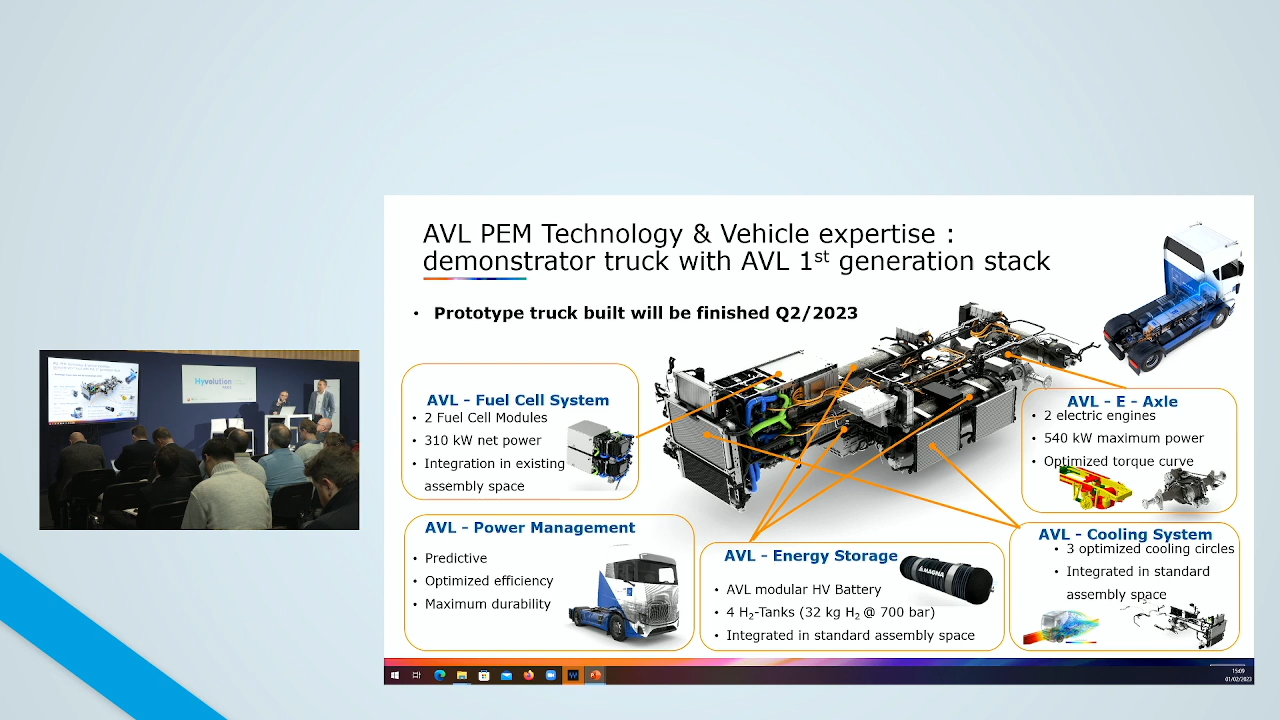 AVL PEM Technology & Vehicle expertise :
demonstrator truck with AVL 1st generation stack
• Prototype truck built will be finished Q2/2023
AVL - Fuel Cell System
• 2 Fuel Cell Modules
• 310 kW net power
• Integration in existing
assembly space
AVL - E - Axle
• 2 electric engines
• 540 kW maximum power
• Optimized torque curve
AVL - Power Management
• Predictive
• Optimized efficiency
• Maximum durability
AVL - Energy Storage
MAGNA
• AVL modular HV Battery
• 4 H2-Tanks (32 kg H2 @ 700 bar)
• Integrated in standard assembly space
AVL - Cooling System
• 3 optimized cooling circles
• Integrated in standard
assembly space
Hyvolution
15:09
01/02/2023